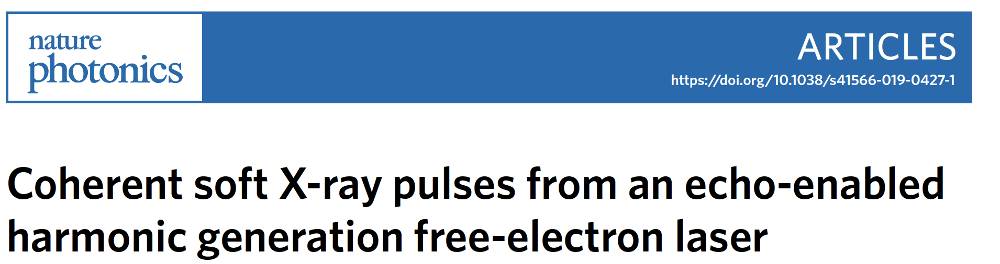 nature
photonics
ARTICLES
https://doi.org/10.1038/s41566-019-0427-1
Coherent soft X-ray pulses from an echo-enabled
harmonic generation free-electron laser